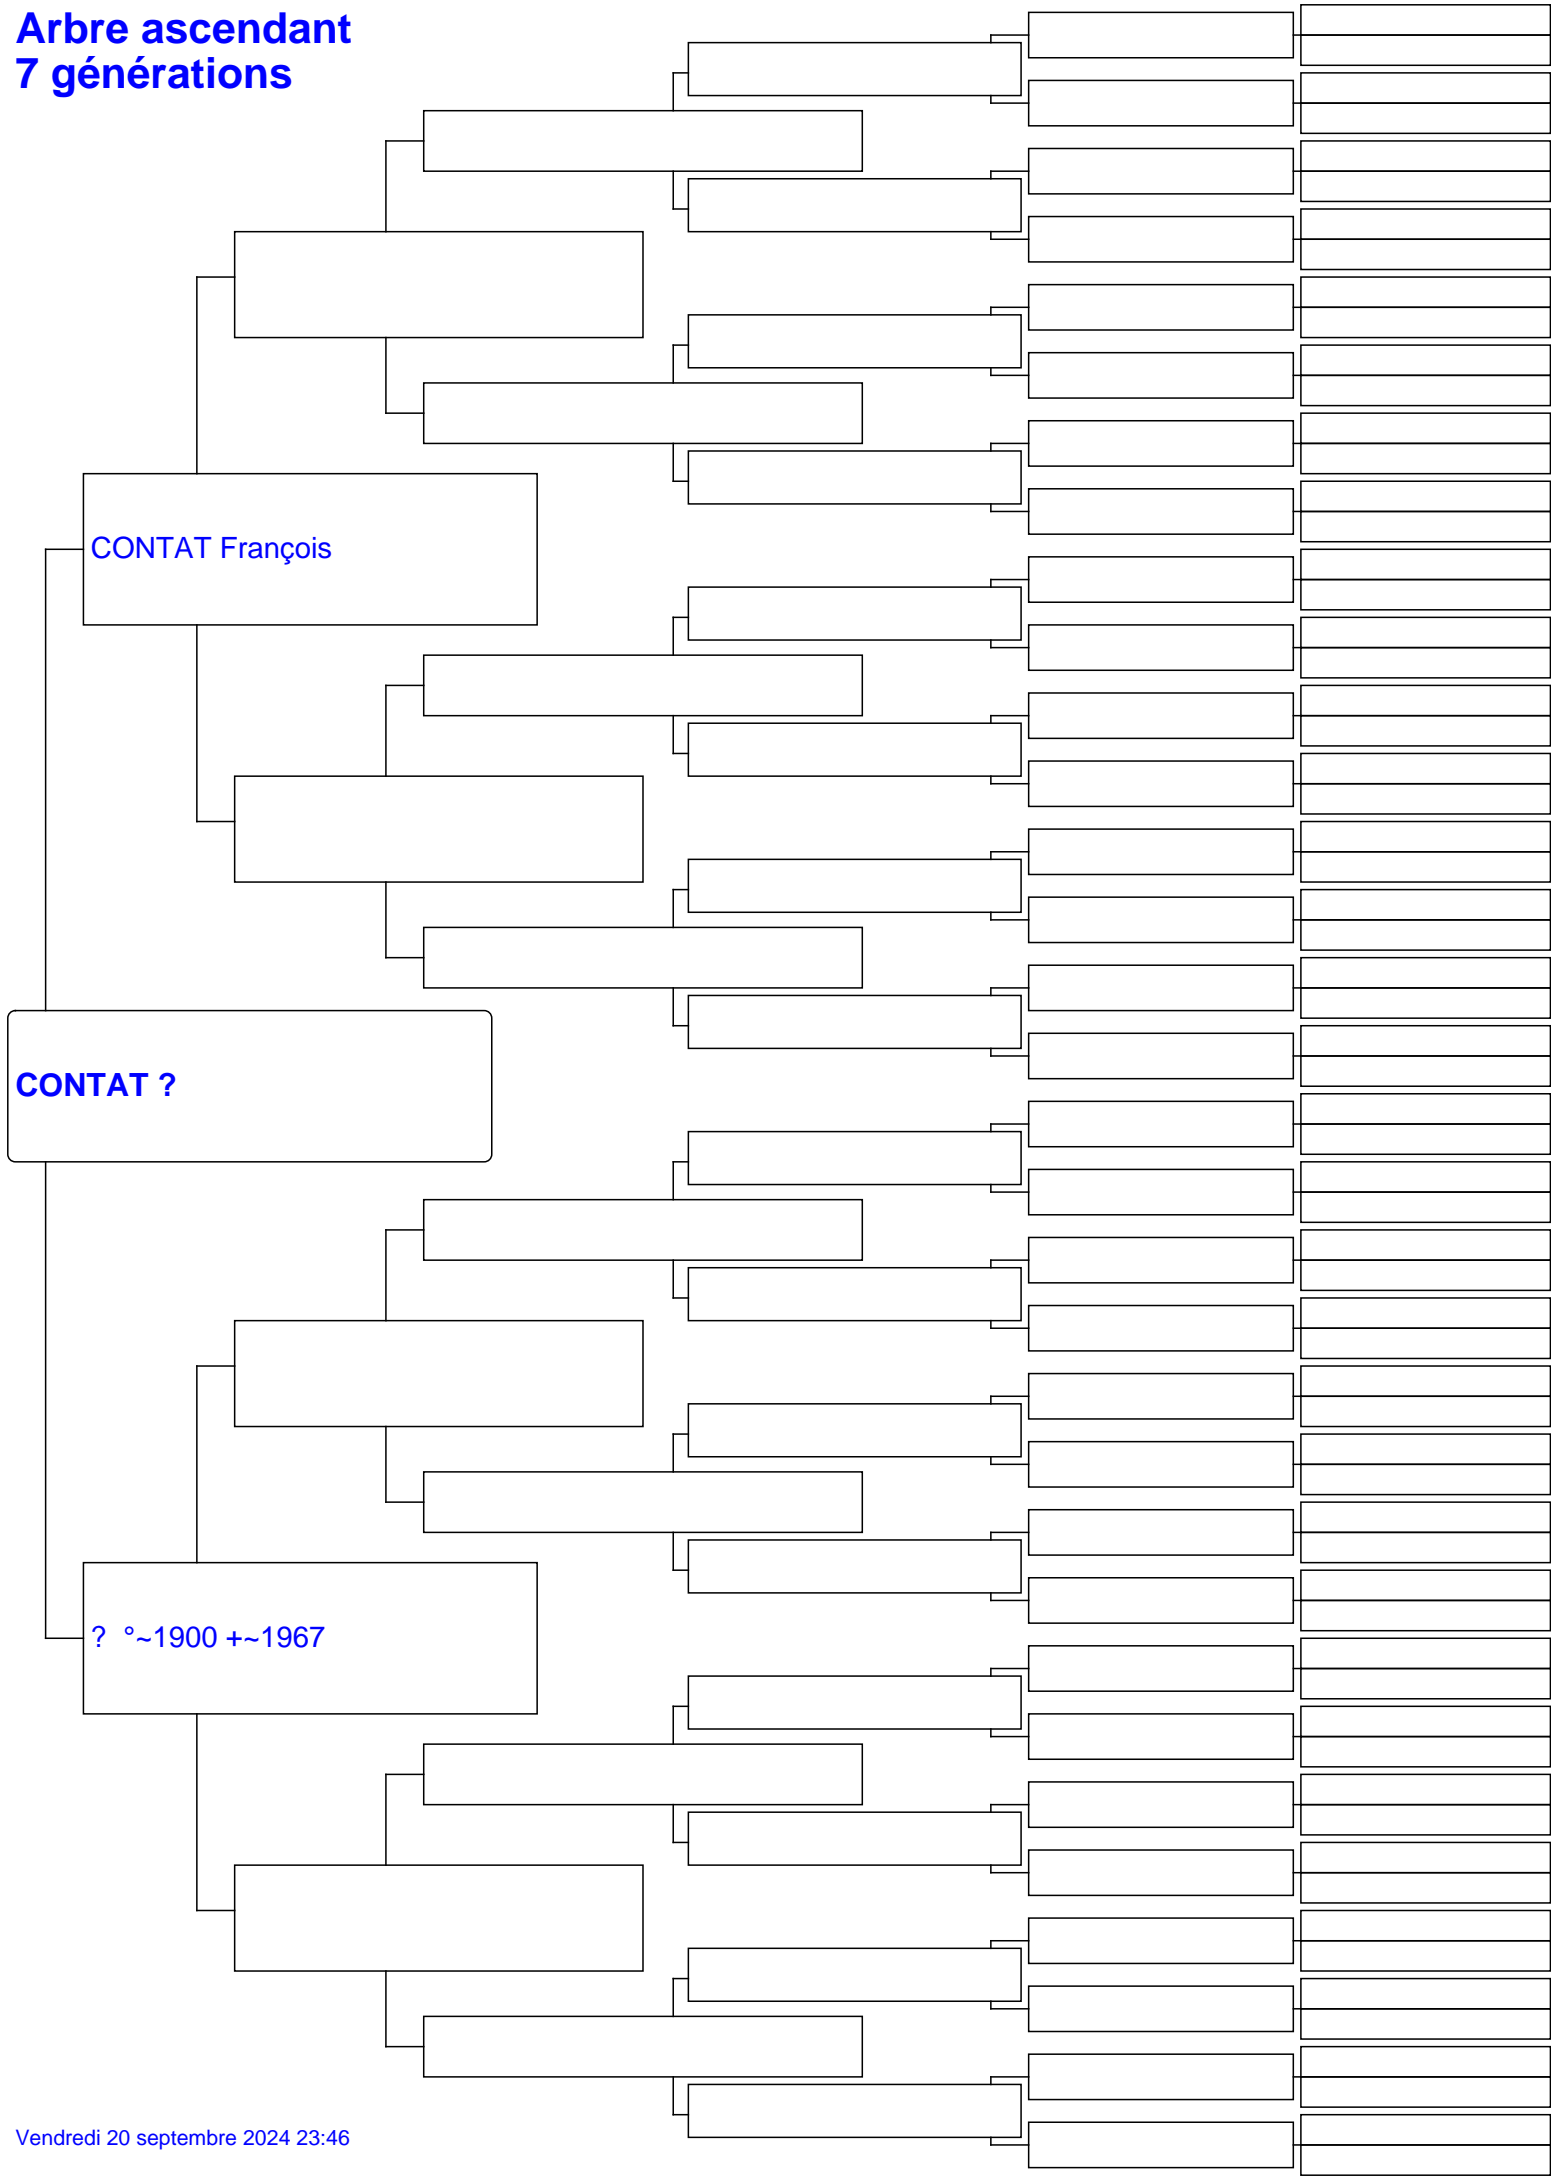 Arbre ascendant
7 générations
CONTAT François
CONTAT ?
?  °~1900 +~1967
Vendredi 20 septembre 2024 23:46